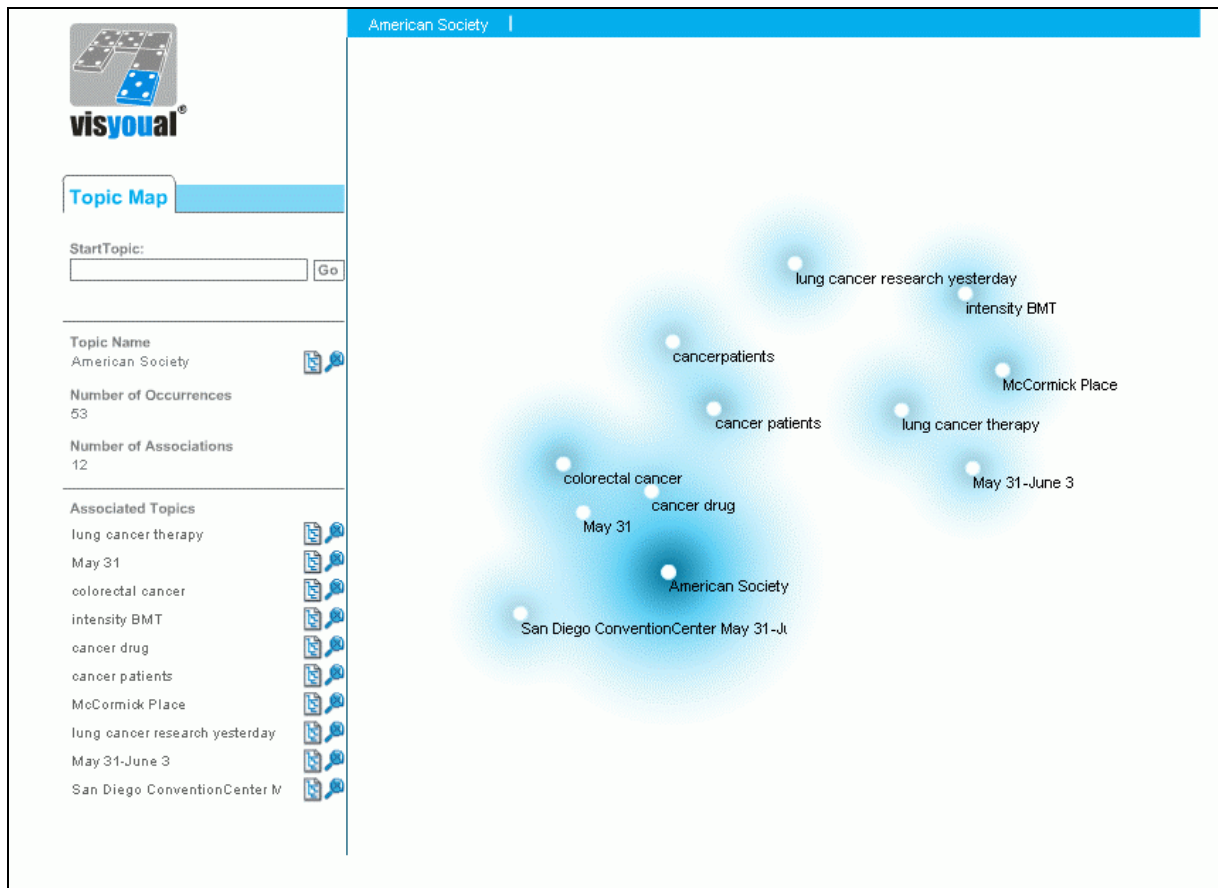 American Society
visyoual®
Topic Map
StartTopic:
Go
Topic Name
American Society
Number of Occurrences
53
Number of Associations
12
Associated Topics
lung cancer therapy
May 31
colorectal cancer
intensity BMT
cancer drug
cancer patients
McCormick Place
lung cancer research yesterday
May 31-June 3
San Diego ConventionCenter M
lung cancer research yesterday
intensity BMT
cancerpatients
McCormick Place
cancer patients
lung cancer therapy
colorectal cancer
May 31-June 3
cancer drug
May 31
American Society
San Diego ConventionCenter May 31-Ju